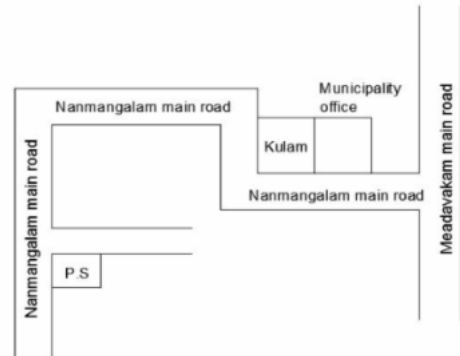 Municipality
office
Nanmangalam main road
Kulam
Meadavakam main road
Nanmangalam main road
Nanmangalam main road
P.S